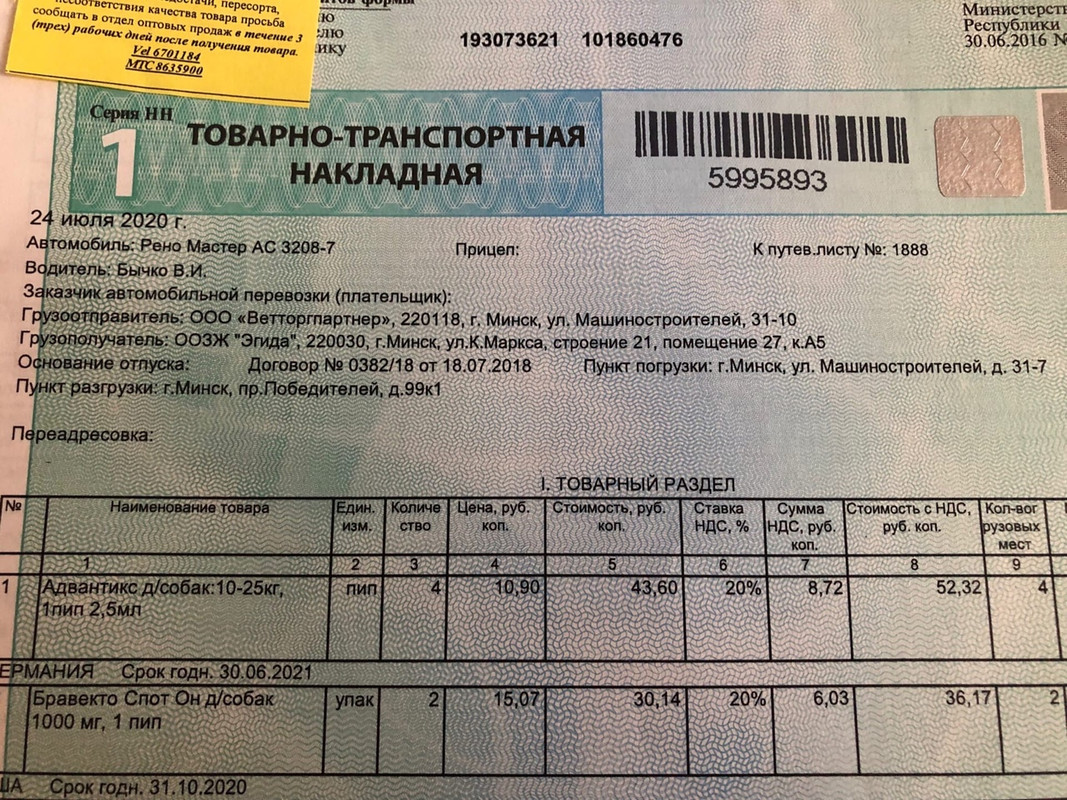 пересорта,
несоответствия качества товара просьба
сообщать в отдел оптовых продаж в течение 3
(трех) рабочих дней после получения товара.
Vel 6701184
МТС 8635900
193073621 101860476
Республики
30.06.2016
Серия НН
1
ТОВАРНО-ТРАНСПОРТНАЯ
НАКЛАДНАЯ
5995893
24 июля 2020 г.
Автомобиль: Рено Мастер АС 3208-7 Прицеп: К путев.листу №: 1888
Водитель: Бычко В.И.
Заказчик автомобильной перевозки (плательщик):
Грузоотправитель: ООО «Ветторгпартнер», 220118, г. Минск, ул. Машиностроителей, 31-10
Грузополучатель: ООЗЖ "Эгида", 220030, г.Минск, ул.К.Маркса, строение 21, помещение 27, к.А5
Основание отпуска: Договор № 0382/18 от 18.07.2018 Пункт погрузки: г.Минск, ул. Машиностроителей, д. 31-7
Пункт разгрузки: г.Минск, пр.Победителей, д.99к1
Переадресовка:
I. ТОВАРНЫЙ РАЗДЕЛ
№ Наименование товара Един. изм. Количе ство Цена, руб. коп. Стоимость, руб. коп. Ставка НДС, % Сумма НДС, руб. коп. Стоимость с НДС, руб. коп. Кол-вог рузовых мест
1 2 3 4 5 6 7 8 9
1 Адвантикс д/собак:10-25кг, пип 4 10,90 43,60 20% 8,72 52,32 4
1пип 2,5мл
ЕРМАНИЯ Срок годн. 30.06.2021
Бравекто Спот Он д/собак упак 2 15,07 30,14 20% 6,03 36,17 2
1000 мг, 1 пип
ША Срок годн. 31.10.2020